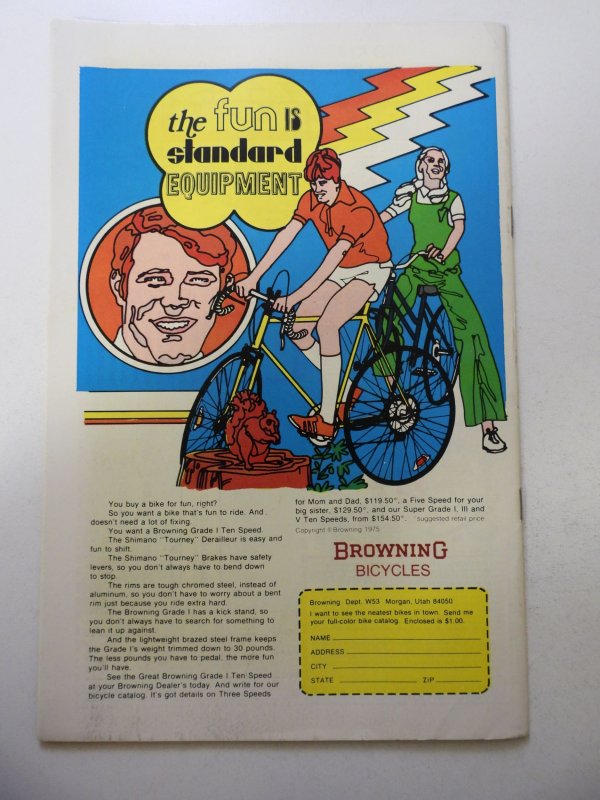 the fun IS
standard
EQUIPMENT
You buy a bike for fun, right?
So you want a bike that's fun to ride. And
doesn't need a lot of fixing.
You want a Browning Grade I Ten Speed.
The Shimano "Tourney" Derailleur is easy and
fun to shift.
The Shimano "Tourney" Brakes have safety
levers, so you don't always have to bend down
to stop.
The rims are tough chromed steel, instead of
aluminum, so you don't have to worry about a bent
rim just because you ride extra hard.
The Browning Grade I has a kick stand, so
you don't always have to search for something to
lean it up against.
And the lightweight brazed steel frame keeps
the Grade I's weight trimmed down to 30 pounds.
The less pounds you have to pedal, the more fun
you'll have.
See the Great Browning Grade I Ten Speed
at your Browning Dealer's today. And write for our
bicycle catalog. It's got details on Three Speeds
for Mom and Dad, $119.50*, a Five Speed for your
big sister, $129.50*, and our Super Grade I, III and
V Ten Speeds, from $154.50*. *suggested retail price
Copyright © Browning 1975
BROWNING
BICYCLES
Browning Dept. W53 Morgan, Utah 84050
I want to see the neatest bikes in town. Send me
your full-color bike catalog. Enclosed is $1.00.
NAME
ADDRESS
CITY
STATE ZIP